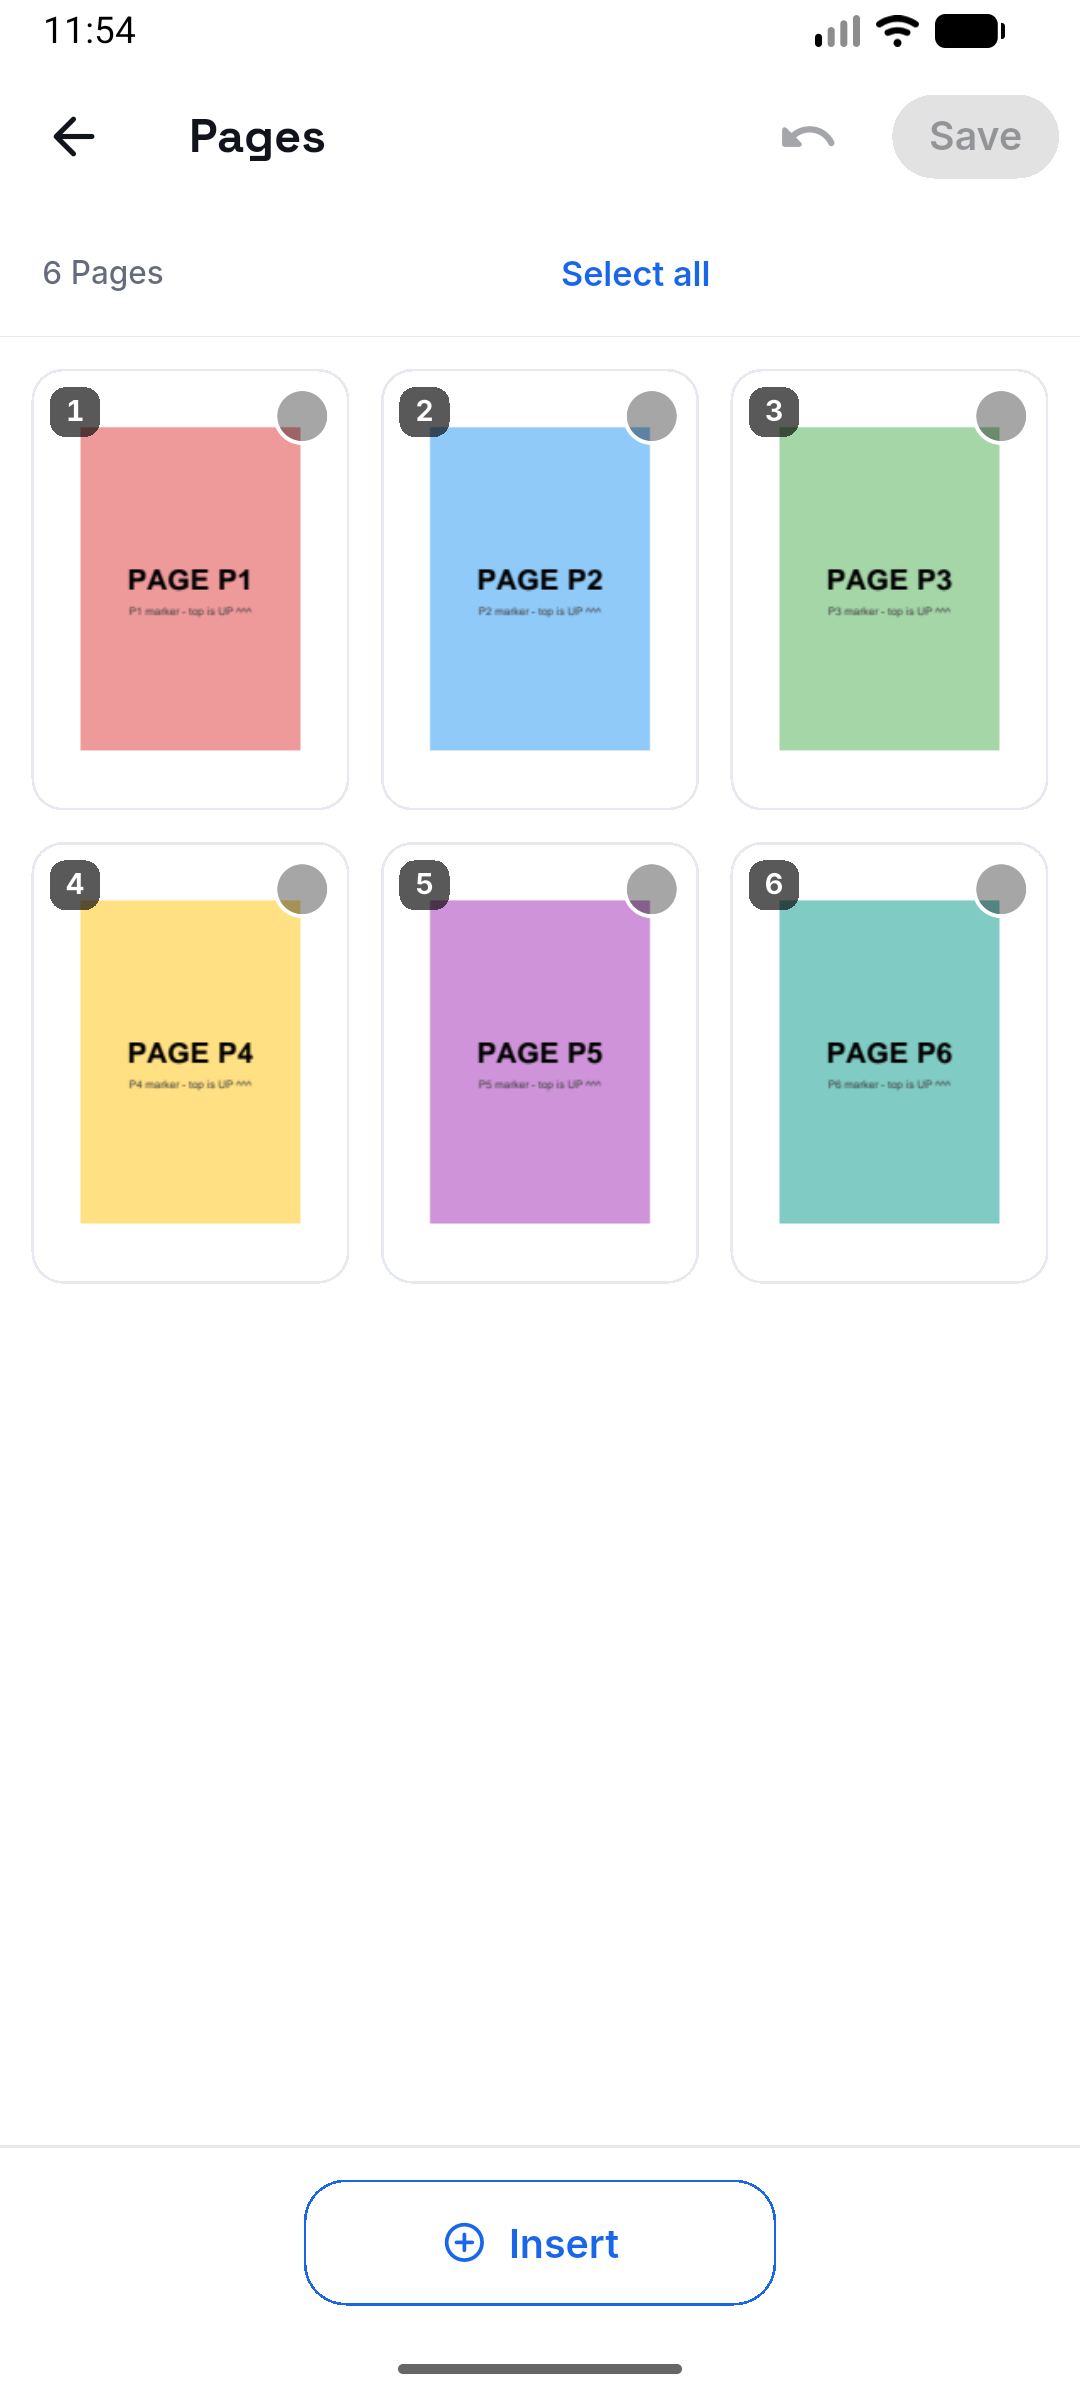 11:54
Pages
Save
6 Pages
Select all
1
2
3
PAGE P1
PAGE P2
PAGE P3
P1 marker - top is UP ^^^
P2 marker - top is UP ^^^
P3 marker - top is UP ^^^
4
5
6
PAGE P4
PAGE P5
PAGE P6
P4 marker - top is UP ^^^
P5 marker - top is UP ^^^
P6 marker - top is UP ^^^
Insert